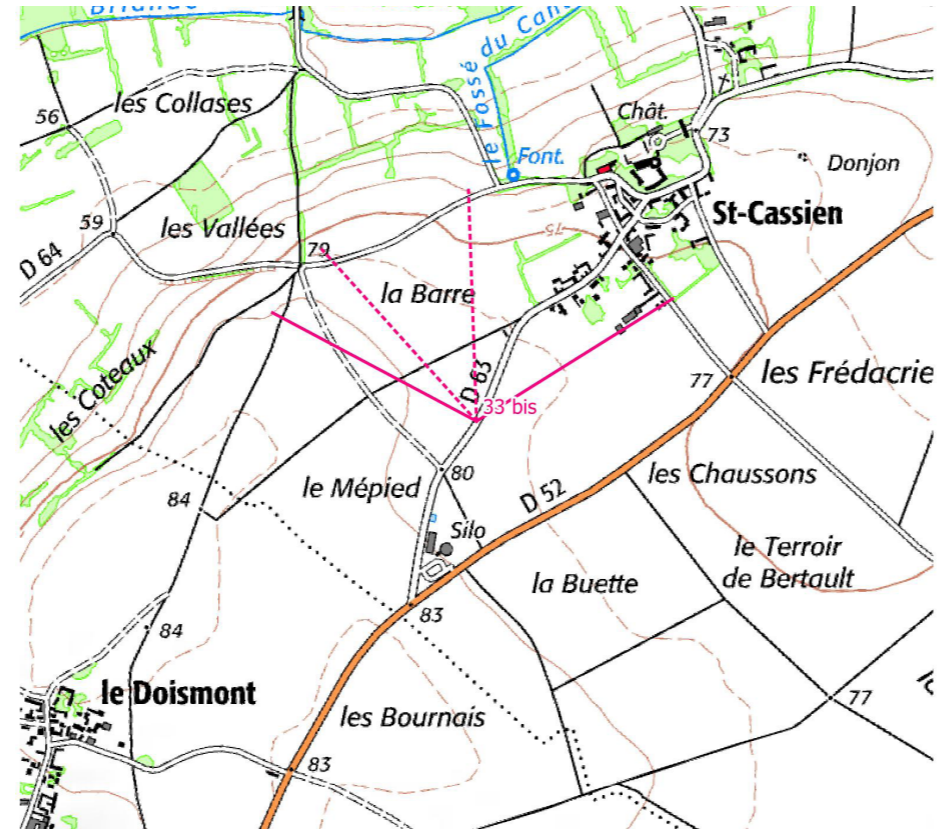 le Fossé du
les Collases
56
Chât.
73
Font.
Donjon
59
les Vallées
St-Cassien
D 64
79
75
la Barre
les Coteaux
D 63
33 bis
77
les Frédacrie
80
le Mépied
les Chaussons
84
D 52
Silo
le Terroir
de Bertault
la Buette
83
84
le Doismont
77
les Bournais
83